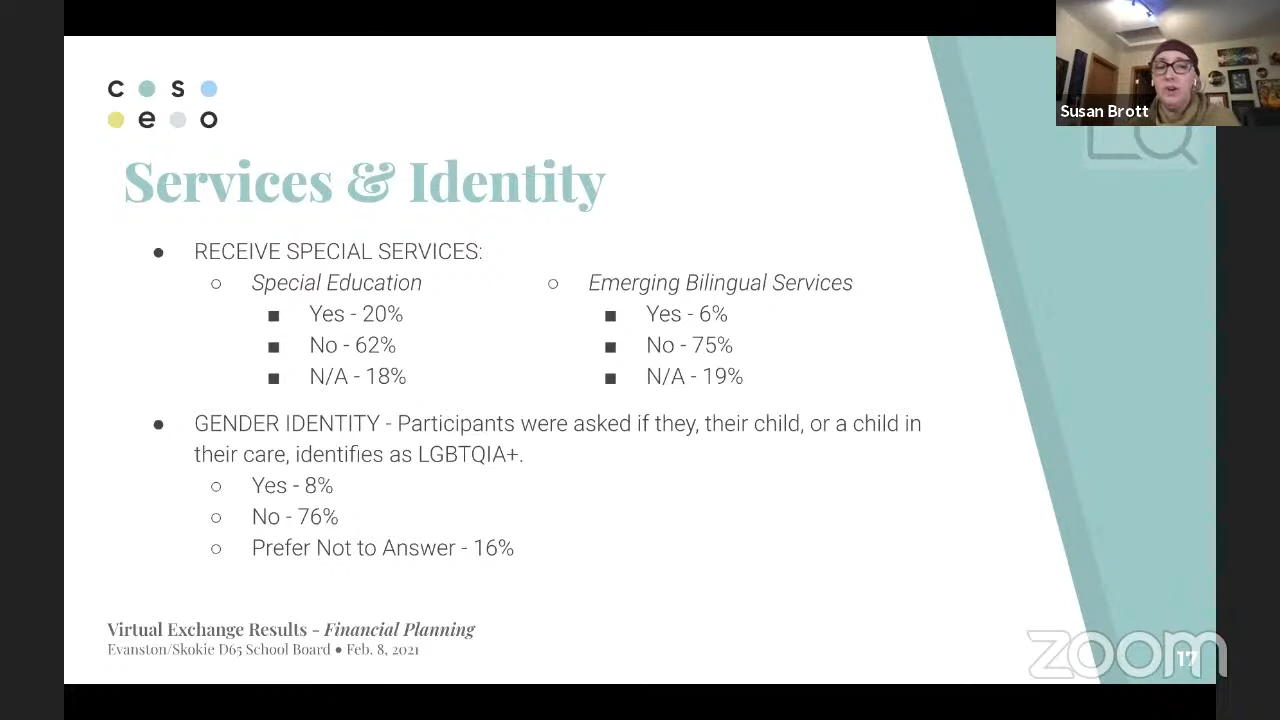 c s
e o
Susan Brott
Services & Identity
● RECEIVE SPECIAL SERVICES:
○ Special Education
■ Yes - 20%
■ No - 62%
■ N/A - 18%
○ Emerging Bilingual Services
■ Yes - 6%
■ No - 75%
■ N/A - 19%
● GENDER IDENTITY - Participants were asked if they, their child, or a child in
their care, identifies as LGBTQIA+.
○ Yes - 8%
○ No - 76%
○ Prefer Not to Answer - 16%
Virtual Exchange Results - Financial Planning
Evanston/Skokie D65 School Board ● Feb. 8, 2021
zoom
17